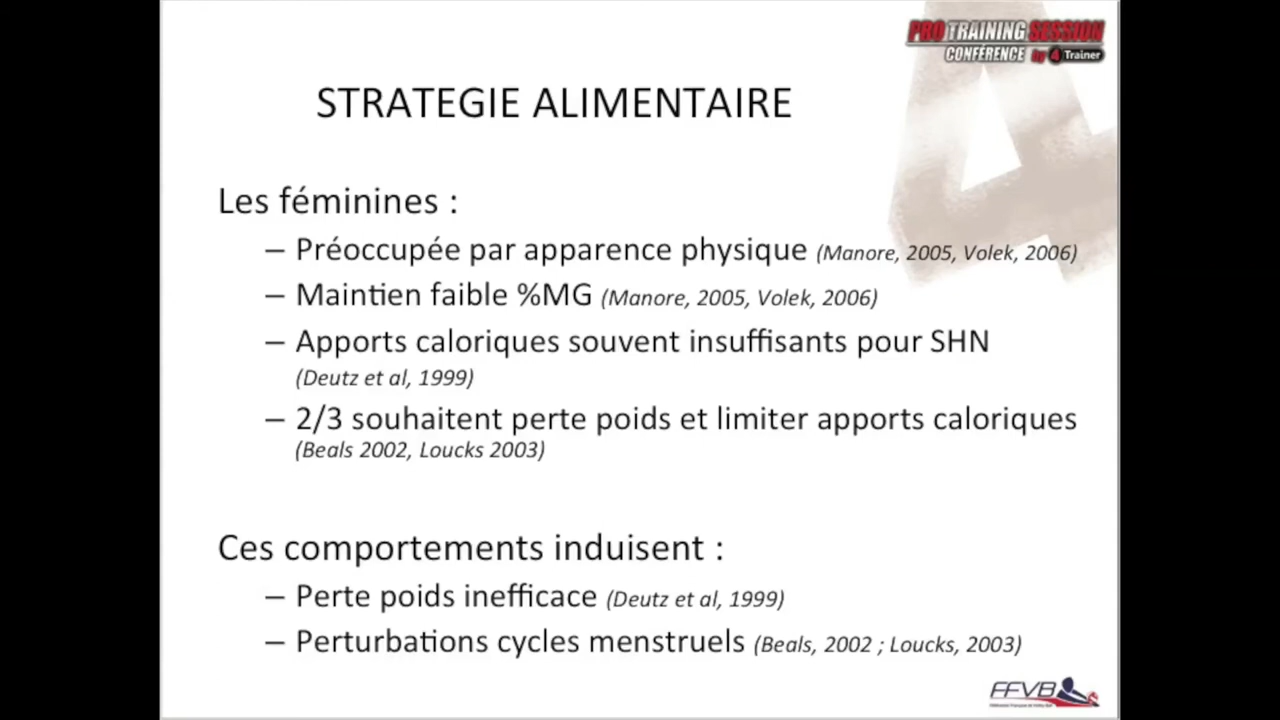 PRO TRAINING SESSION
CONFÉRENCE by 4 Trainer
STRATEGIE ALIMENTAIRE
Les féminines :
– Préoccupée par apparence physique (Manore, 2005, Volek, 2006)
– Maintien faible %MG (Manore, 2005, Volek, 2006)
– Apports caloriques souvent insuffisants pour SHN
(Deutz et al, 1999)
– 2/3 souhaitent perte poids et limiter apports caloriques
(Beals 2002, Loucks 2003)
Ces comportements induisent :
– Perte poids inefficace (Deutz et al, 1999)
– Perturbations cycles menstruels (Beals, 2002 ; Loucks, 2003)
FFVB